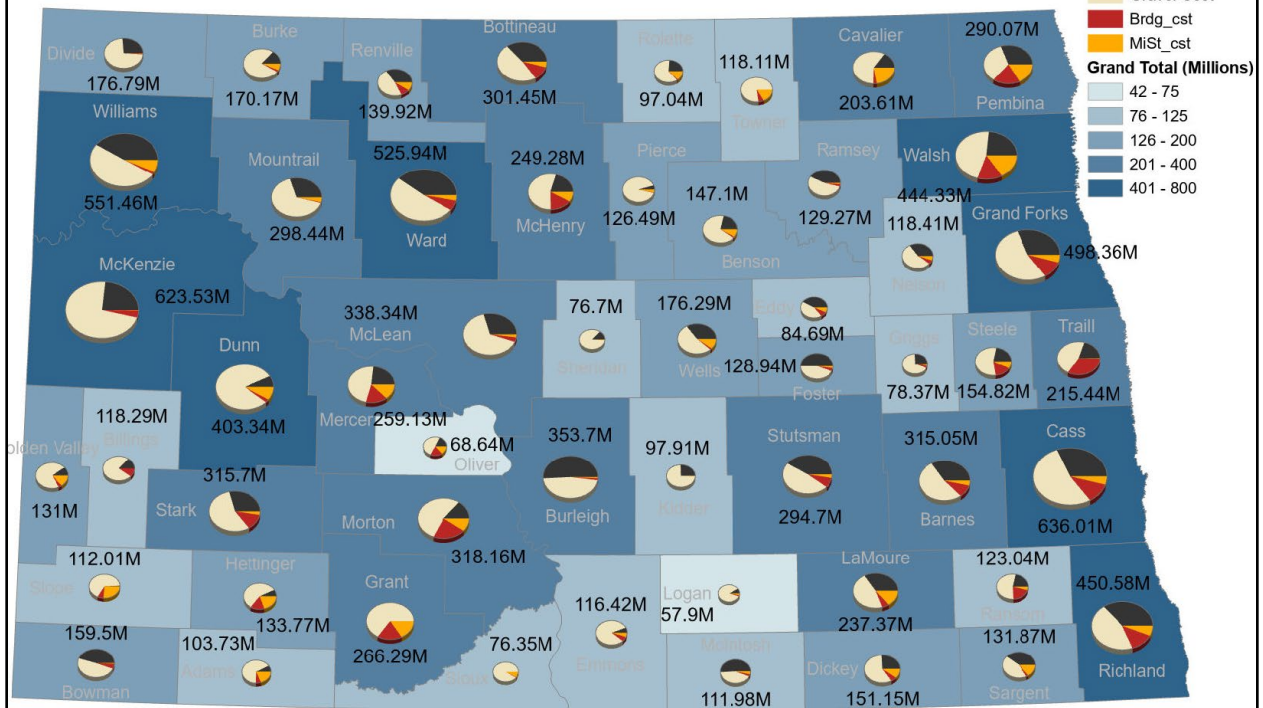 Brdg_cst
MiSt_cst
Grand Total (Millions)
42 - 75
76 - 125
126 - 200
201 - 400
401 - 800
Divide
176.79M
Burke
170.17M
Renville
139.92M
Bottineau
301.45M
Rolette
97.04M
118.11M
Towner
Cavalier
203.61M
290.07M
Pembina
Williams
551.46M
Mountrail
298.44M
525.94M
Ward
249.28M
McHenry
Pierce
126.49M
147.1M
Benson
Ramsey
129.27M
Walsh
444.33M
118.41M
Nelson
Grand Forks
498.36M
McKenzie
623.53M
Dunn
403.34M
338.34M
McLean
Mercer
259.13M
68.64M
Oliver
76.7M
Sheridan
176.29M
Wells
Eddy
84.69M
128.94M
Foster
Griggs
78.37M
Steele
154.82M
Traill
215.44M
olden Valley
131M
118.29M
Billings
315.7M
Stark
Morton
318.16M
353.7M
Burleigh
97.91M
Kidder
Stutsman
294.7M
315.05M
Barnes
Cass
636.01M
112.01M
Slope
Hettinger
133.77M
Grant
266.29M
116.42M
Emmons
Logan
57.9M
LaMoure
237.37M
123.04M
Ransom
450.58M
Richland
159.5M
Bowman
103.73M
Adams
76.35M
Sioux
McIntosh
111.98M
Dickey
151.15M
131.87M
Sargent